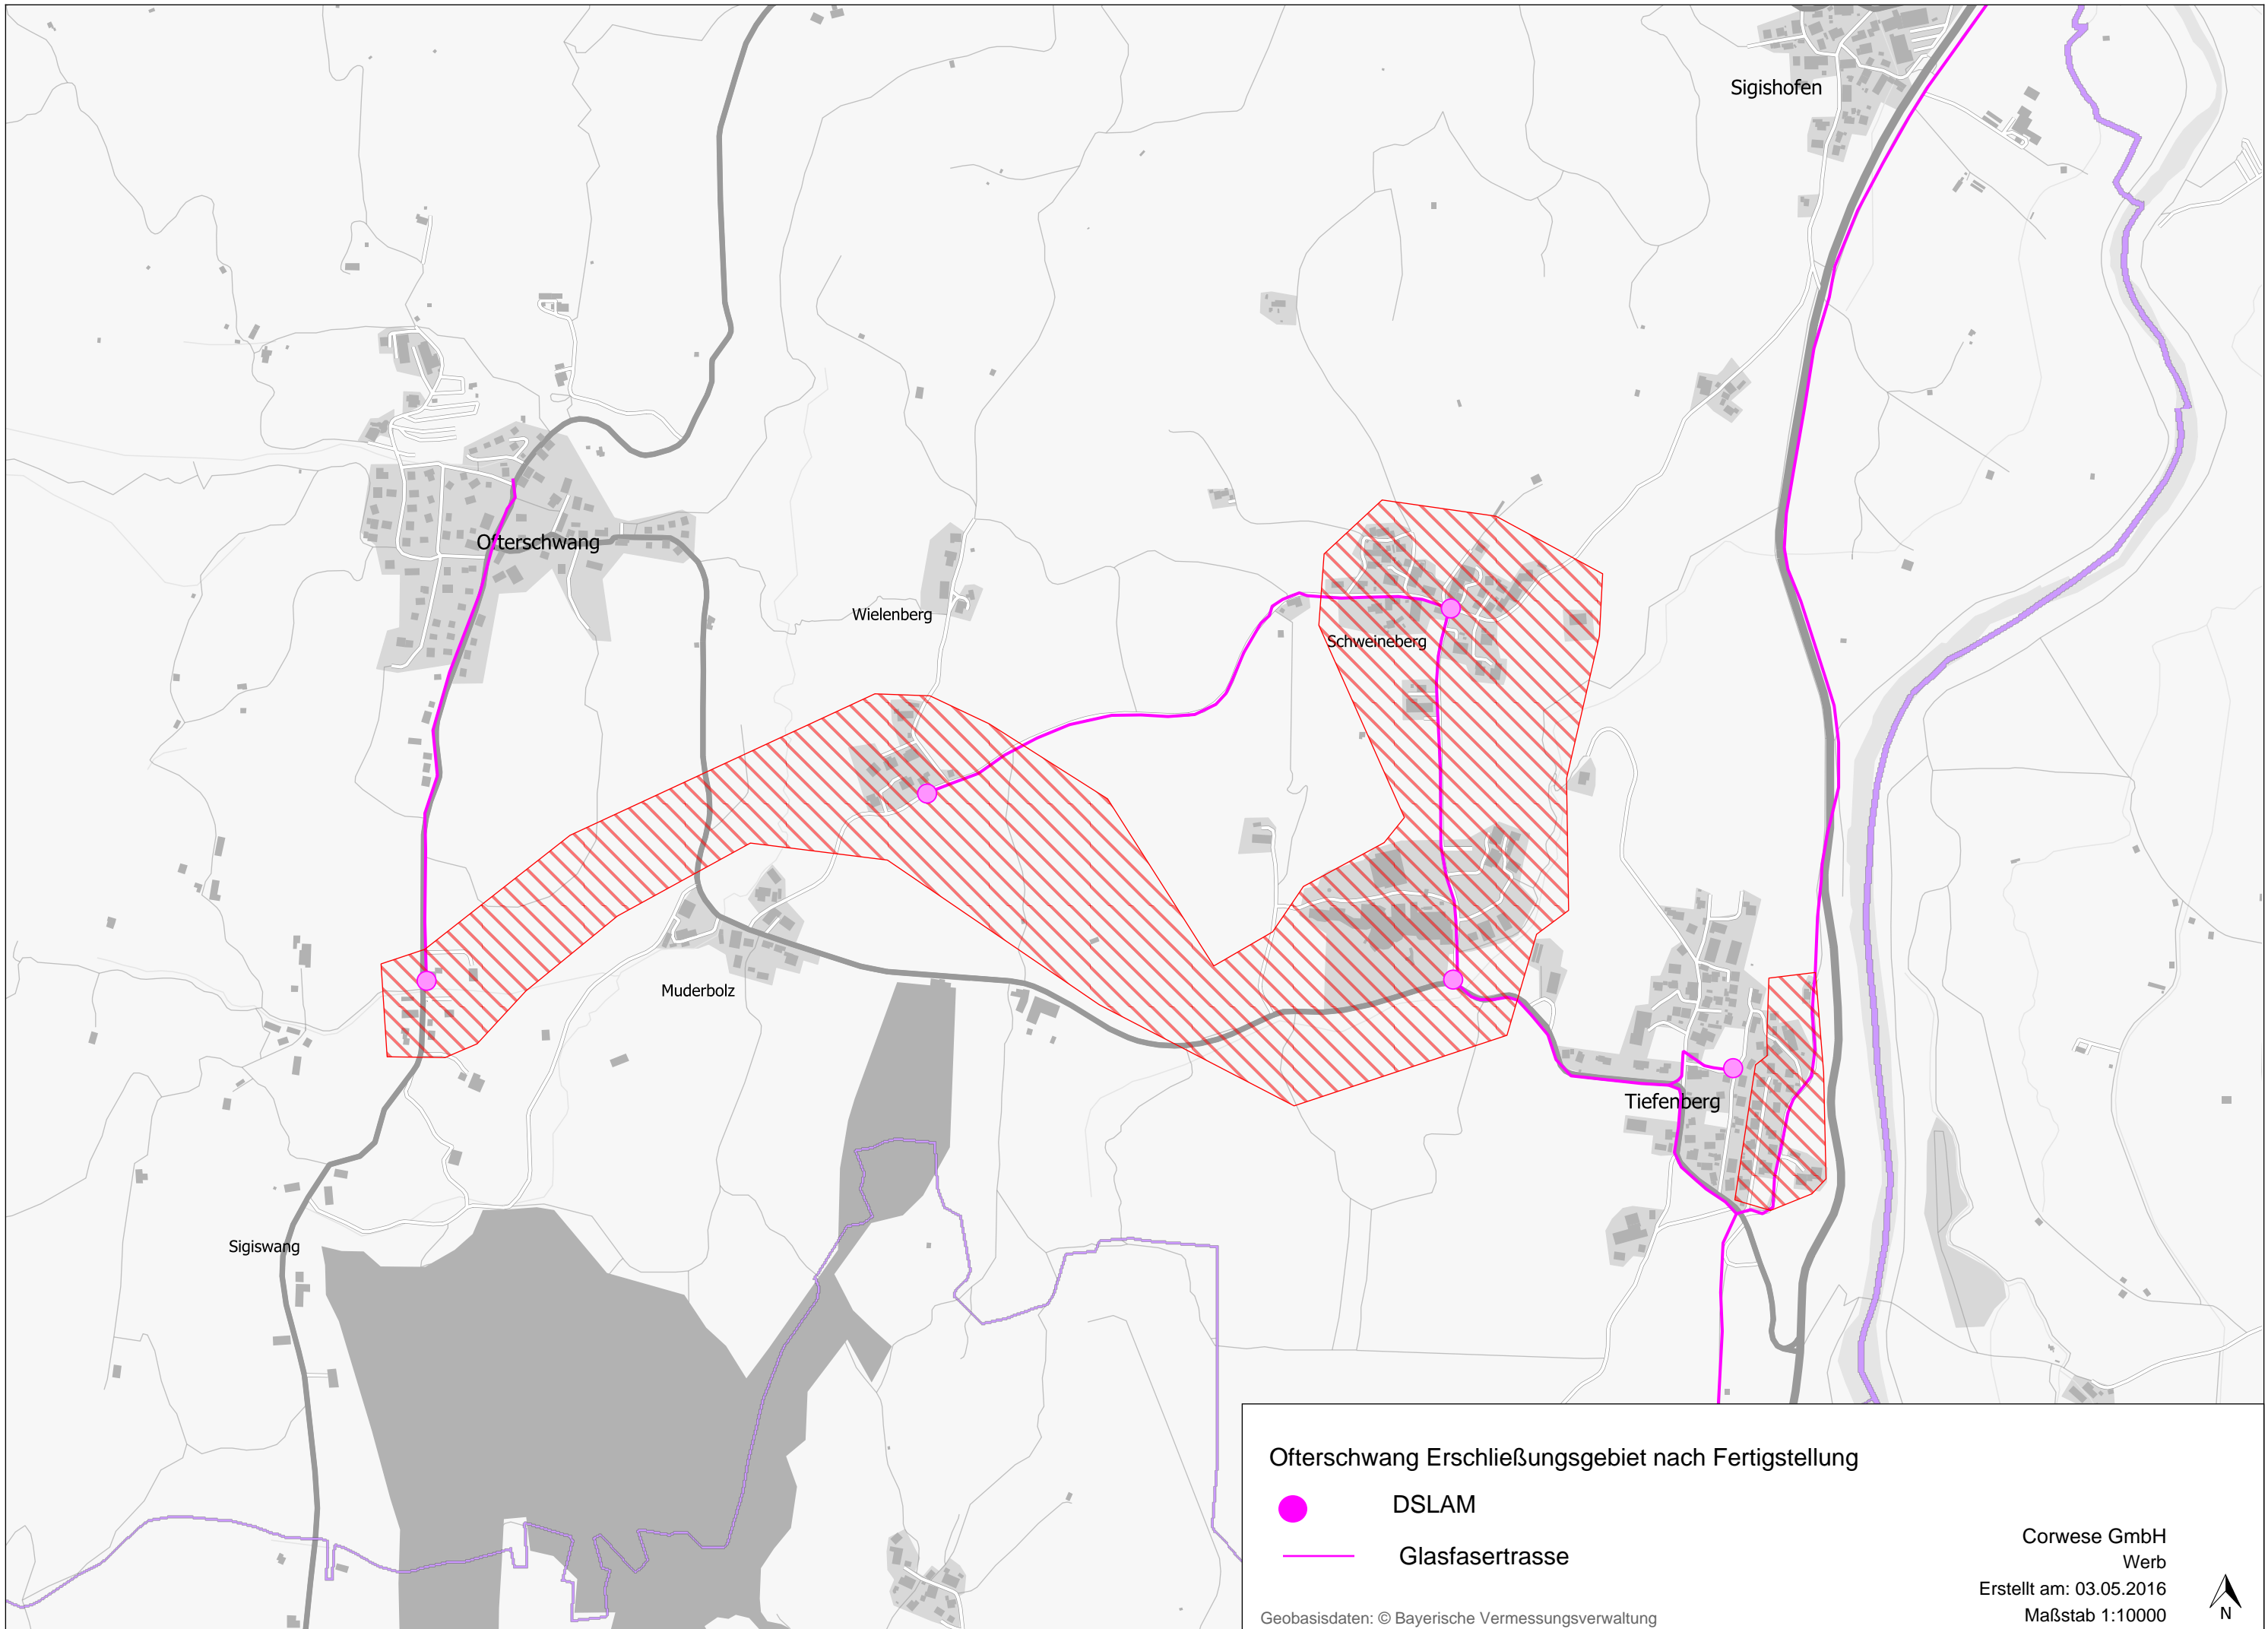 Sigishofen
Ofterschwang
Wielenberg
Schweineberg
Muderbolz
Tiefenberg
Sigiswang
Ofterschwang Erschließungsgebiet nach Fertigstellung
DSLAM
Glasfasertrasse
Corwese GmbH
Werb
Erstellt am: 03.05.2016
Maßstab 1:10000
N
Geobasisdaten: © Bayerische Vermessungsverwaltung